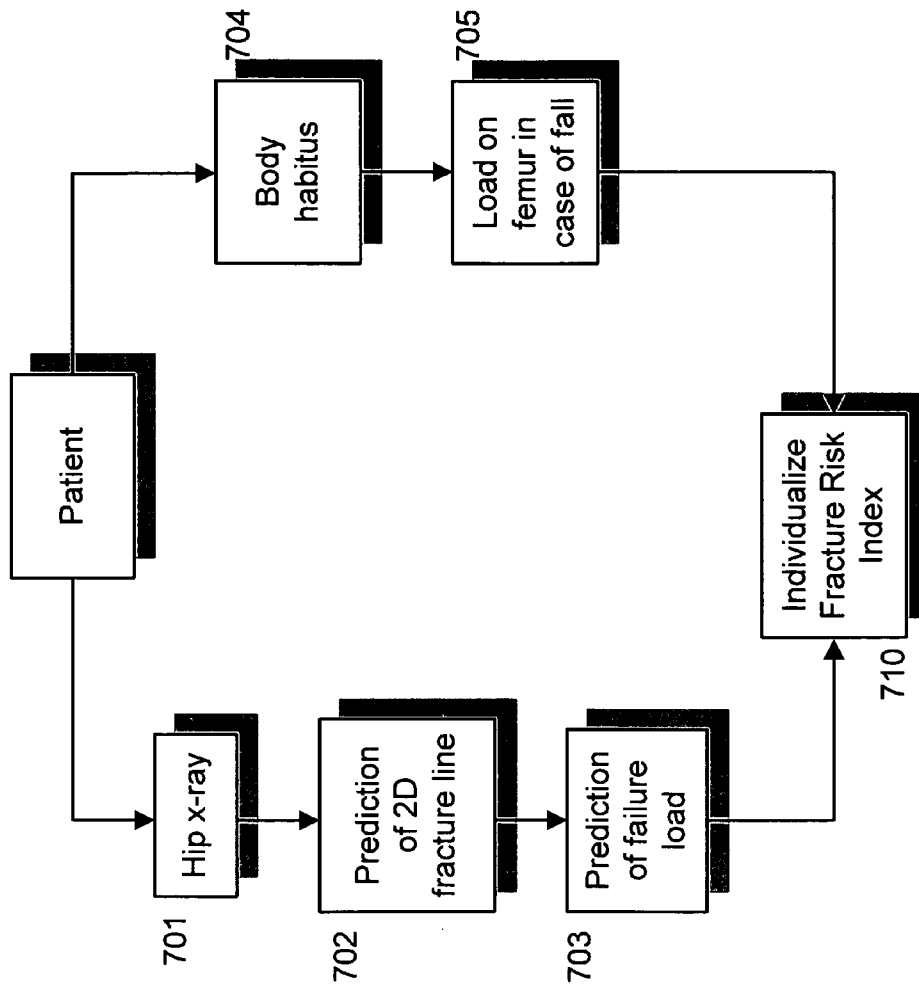 Patient
701
Hip x-ray
702
Prediction
of 2D
fracture line
703
Prediction
of failure
load
704
Body
habitus
705
Load on
femur in
case of fall
710
Individualize
Fracture Risk
Index